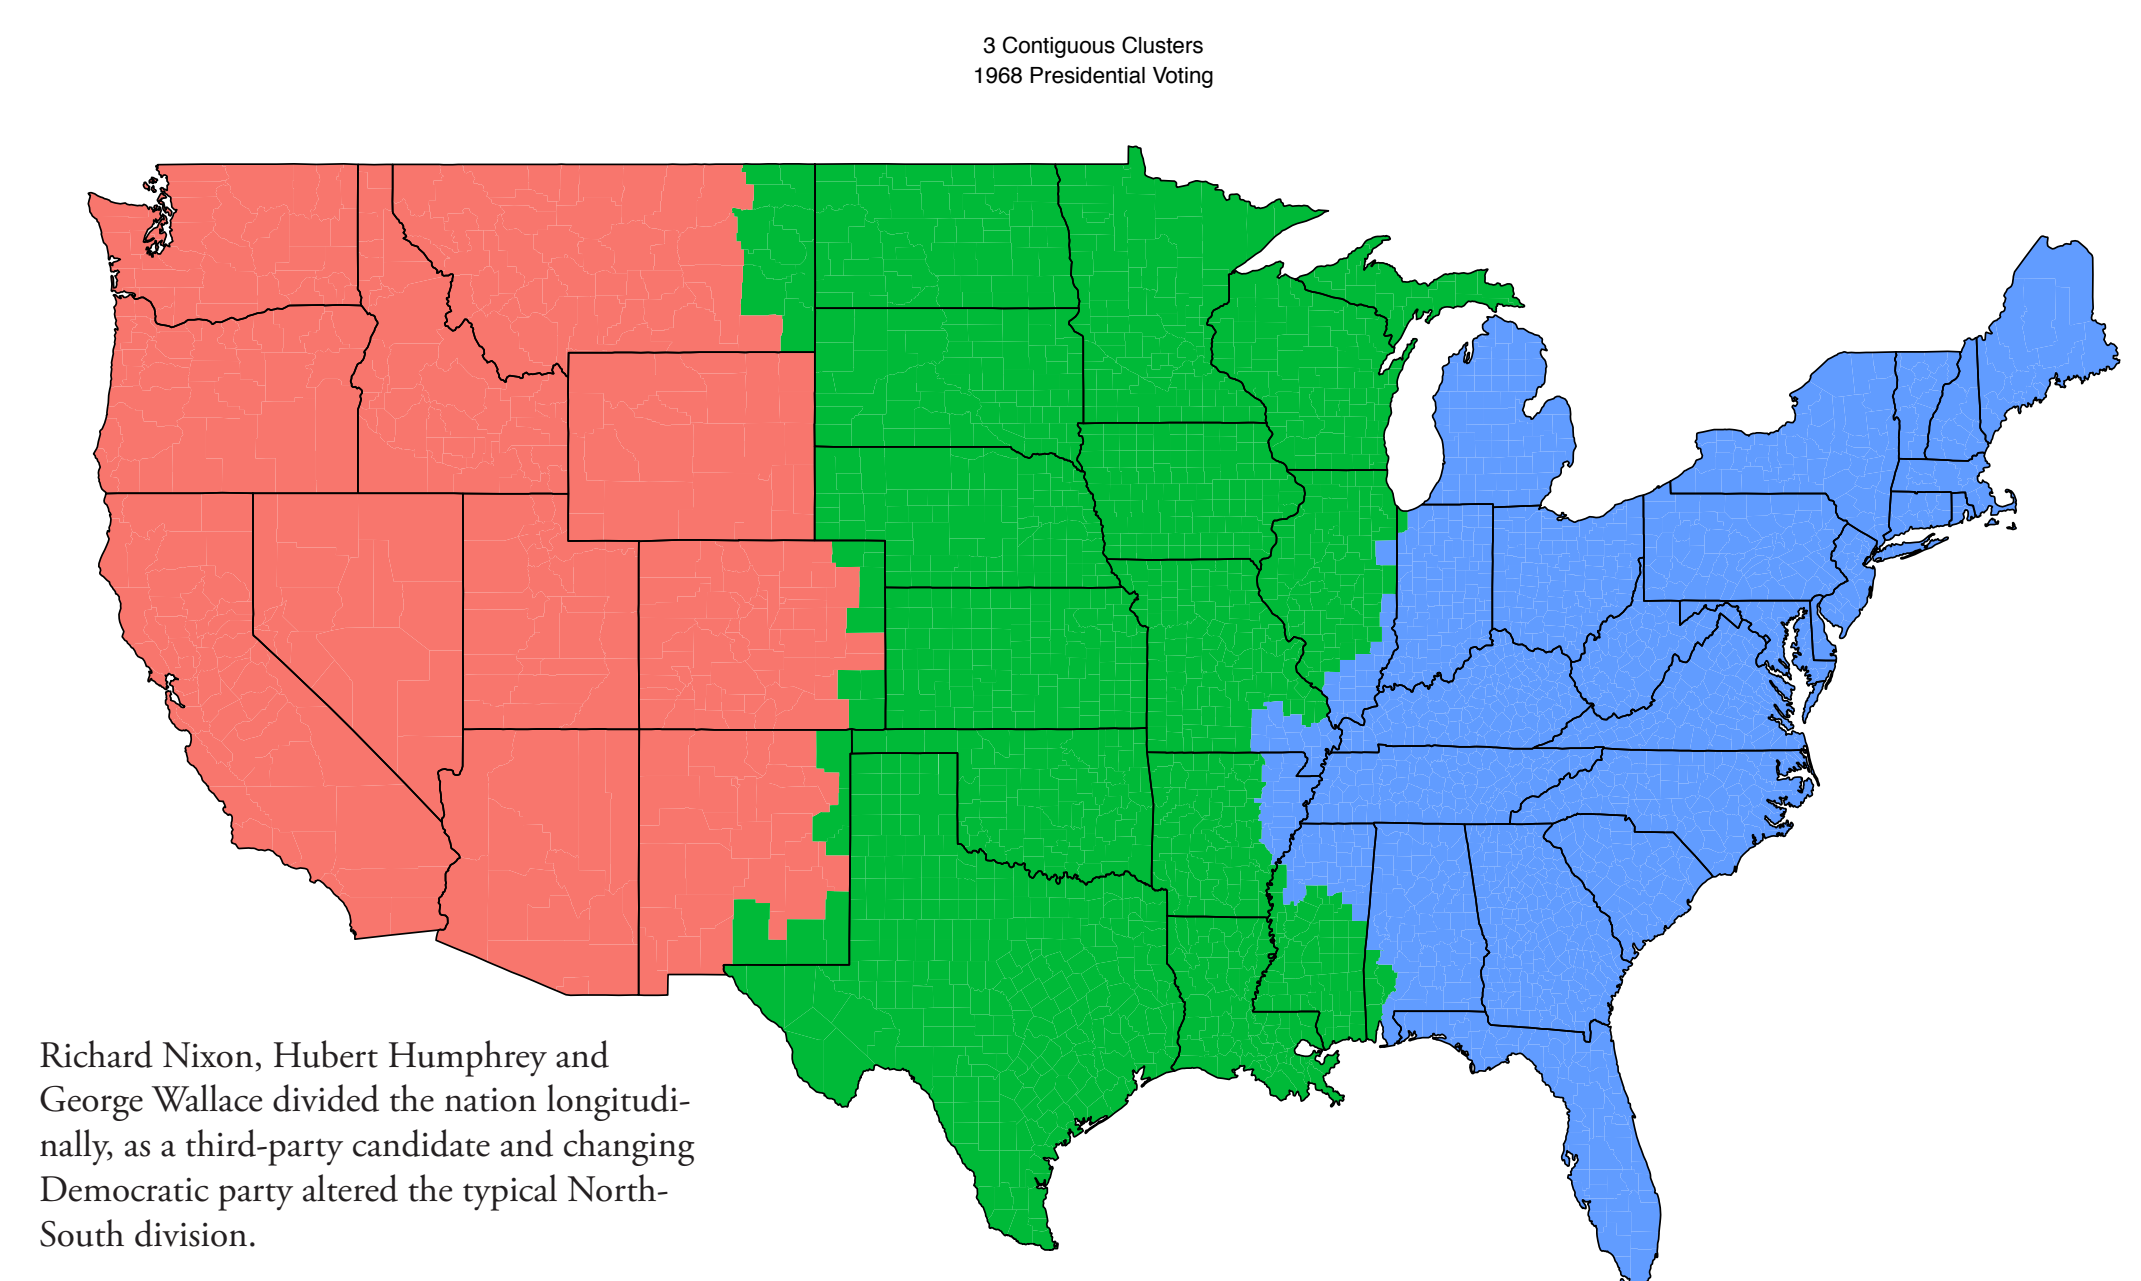 3 Contiguous Clusters
1968 Presidential Voting
Richard Nixon, Hubert Humphrey and
George Wallace divided the nation longitudi-
nally, as a third-party candidate and changing
Democratic party altered the typical North-
South division.